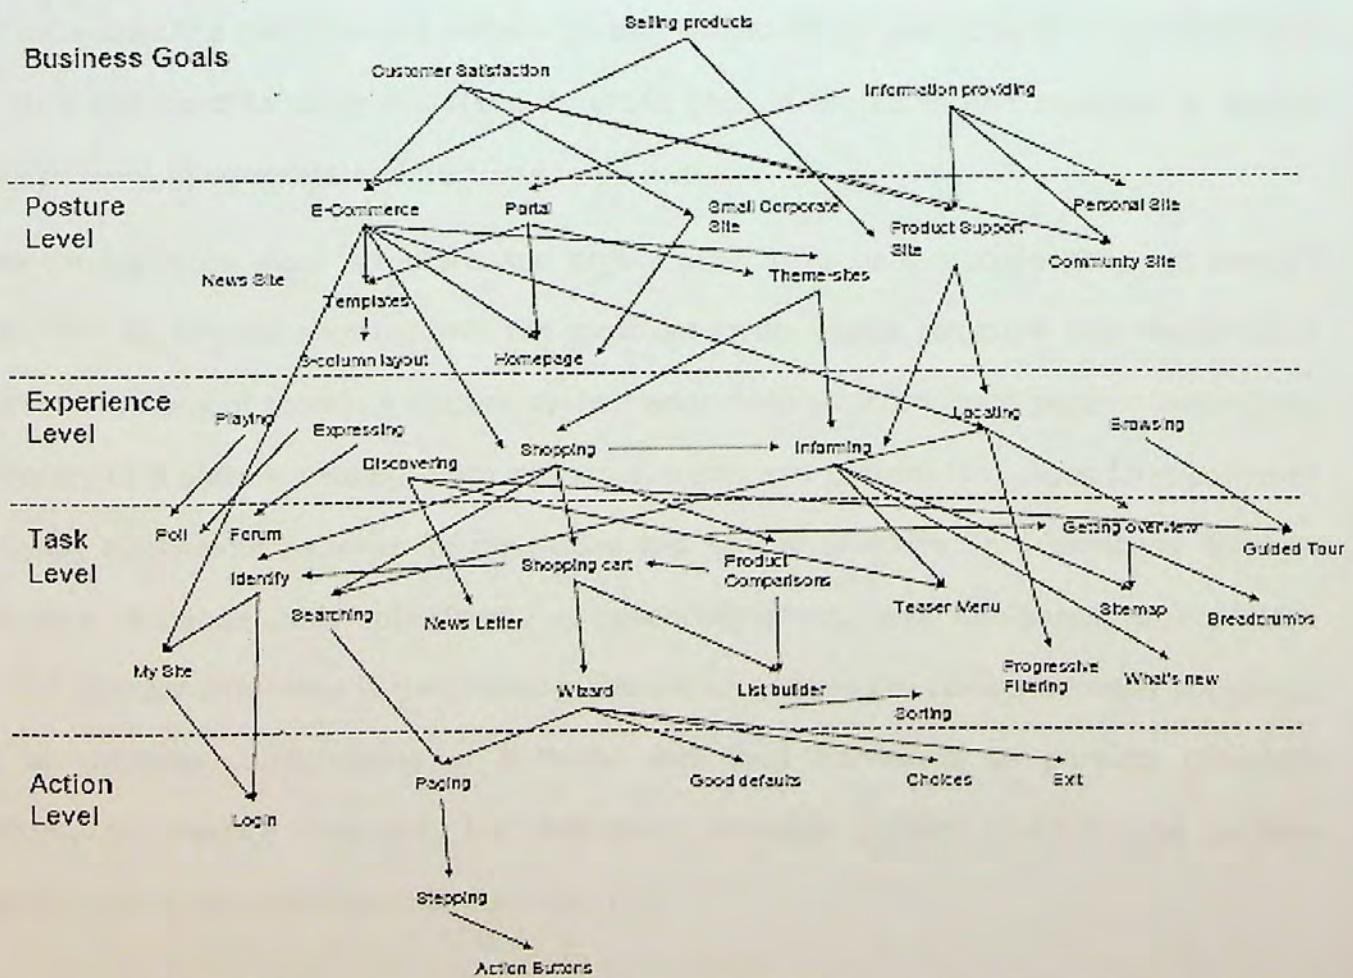 Selling products
Business Goals
Customer Satisfaction
Information providing
Posture
Level
E-Commerce
Portal
Small Corporate
Site
Product Support
Site
Personal Site
Community Site
News Site
Templates
Theme-sites
3-column layout
Homepage
Experience
Level
Playing
Expressing
Discovering
Shopping
Informing
Locating
Browsing
Task
Level
Poll
Forum
Getting overview
Guided Tour
Identify
Shopping cart
Product
Comparisons
Searching
News Letter
Teaser Menu
Sitemap
Breadcrumbs
My Site
Wizard
List builder
Sorting
Progressive
Filtering
What's new
Action
Level
Paging
Good defaults
Choices
Exit
Login
Stepping
Action Buttons